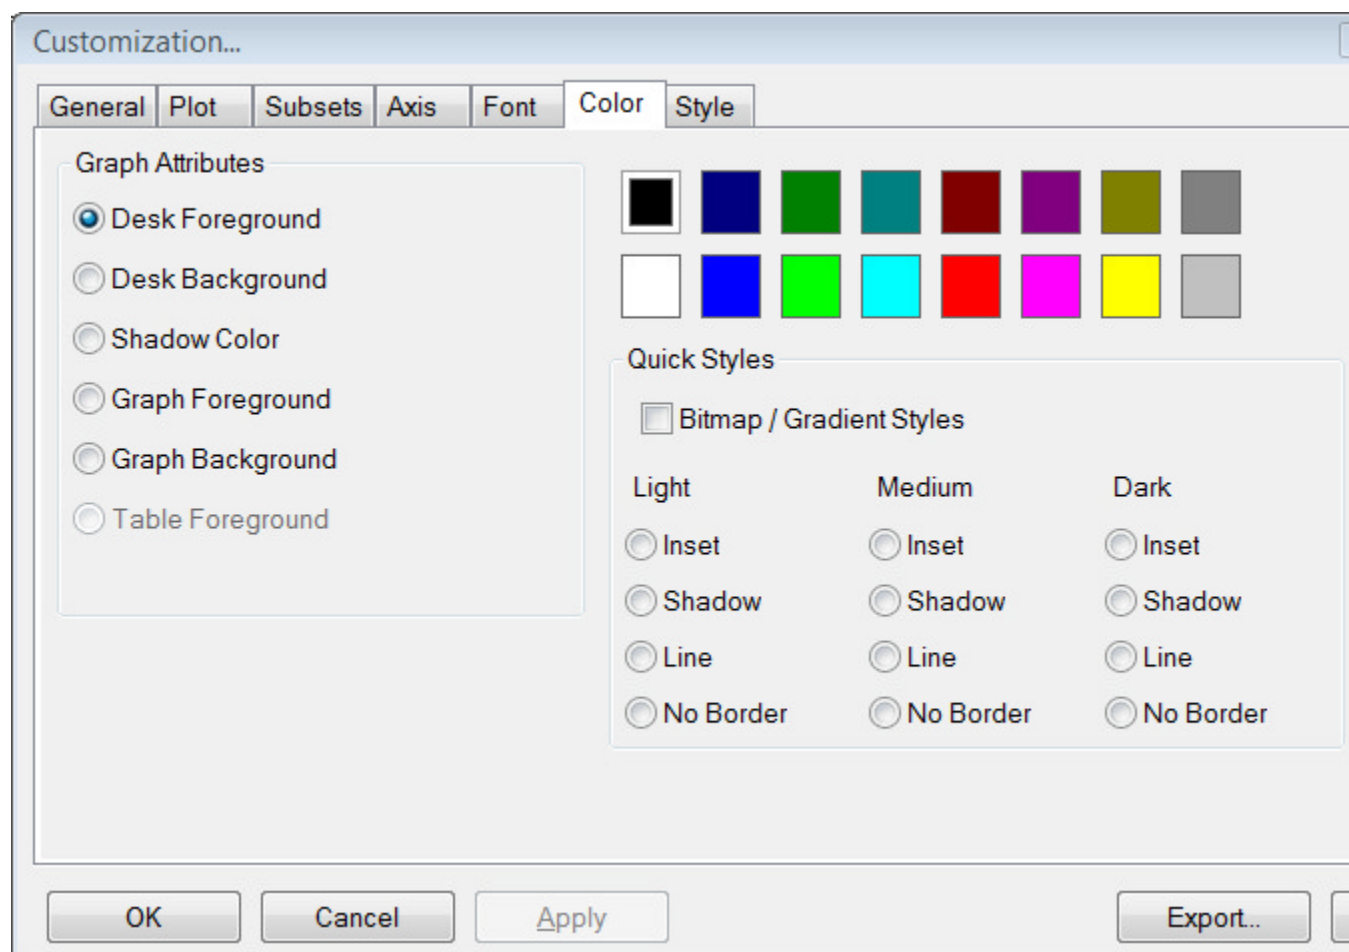 Customization...
General Plot Subsets Axis Font Color Style
Graph Attributes
Desk Foreground
Desk Background
Shadow Color
Graph Foreground
Graph Background
Table Foreground
Quick Styles
Bitmap / Gradient Styles
Light Medium Dark
Inset Inset Inset
Shadow Shadow Shadow
Line Line Line
No Border No Border No Border
OK Cancel Apply Export...